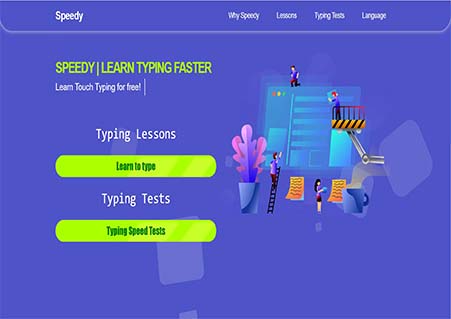 Speedy
Why Speedy Lessons Typing Tests Language
SPEEDY | LEARN TYPING FASTER
Learn Touch Typing for free!
Typing Lessons
Learn to type
Typing Tests
Typing Speed Tests